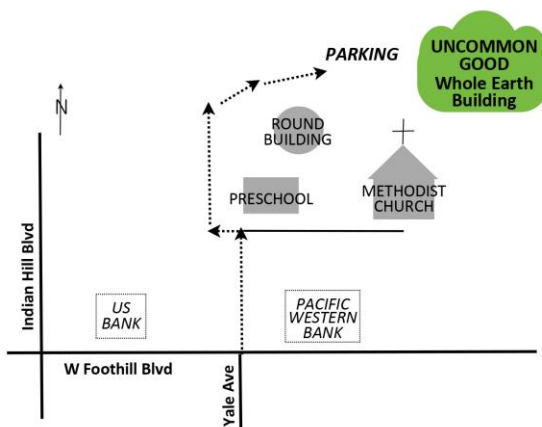 PARKING
UNCOMMON
GOOD
Whole Earth
Building
N
ROUND
BUILDING
PRESCHOOL
METHODIST
CHURCH
Indian Hill Blvd
US
BANK
PACIFIC
WESTERN
BANK
W Foothill Blvd
Yale Ave